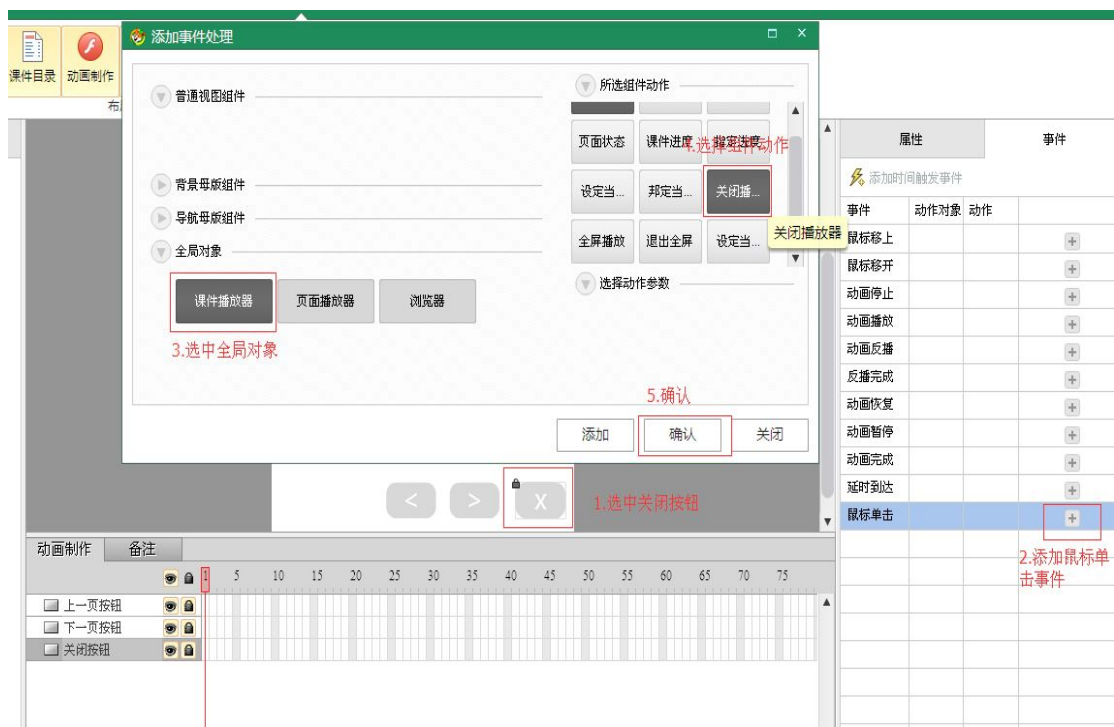 添加事件处理
课件目录
动画制作
布
普通视图组件
背景母版组件
导航母版组件
全局对象
课件播放器
页面播放器
浏览器
3.选中全局对象
所选组件动作
页面状态
课件进度
指定进度
4.选择组件动作
设定当...
邦定当...
关闭播...
关闭播放器
全屏播放
退出全屏
设定当...
选择动作参数
5.确认
添加
确认
关闭
<
>
X
1.选中关闭按钮
属性
事件
添加时间触发事件
事件 动作对象 动作
鼠标移上
鼠标移开
动画停止
动画播放
动画反播
反播完成
动画恢复
动画暂停
动画完成
延时到达
鼠标单击
2.添加鼠标单
击事件
动画制作
备注
1 5 10 15 20 25 30 35 40 45 50 55 60 65 70 75
上一页按钮
下一页按钮
关闭按钮